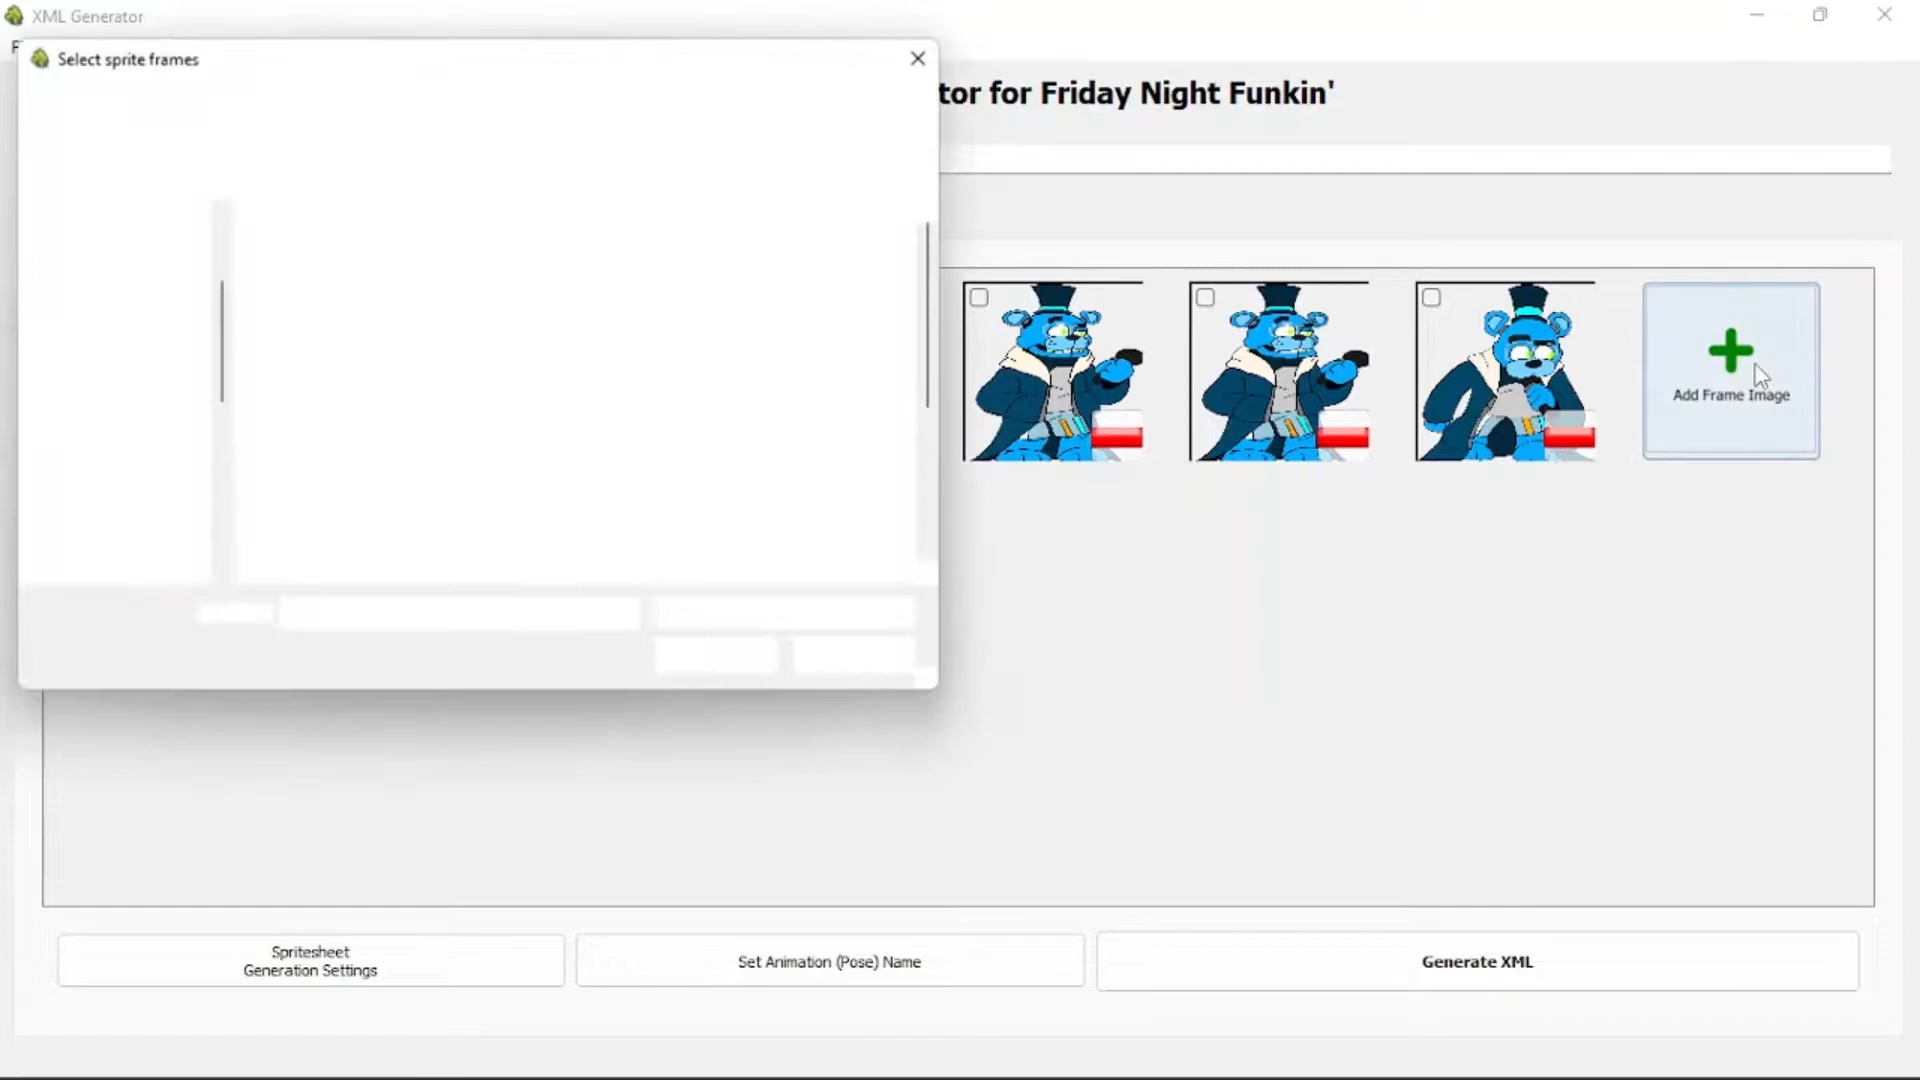 XML Generator
Select sprite frames
tor for Friday Night Funkin'
Add Frame Image
Spritesheet
Generation Settings
Set Animation (Pose) Name
Generate XML